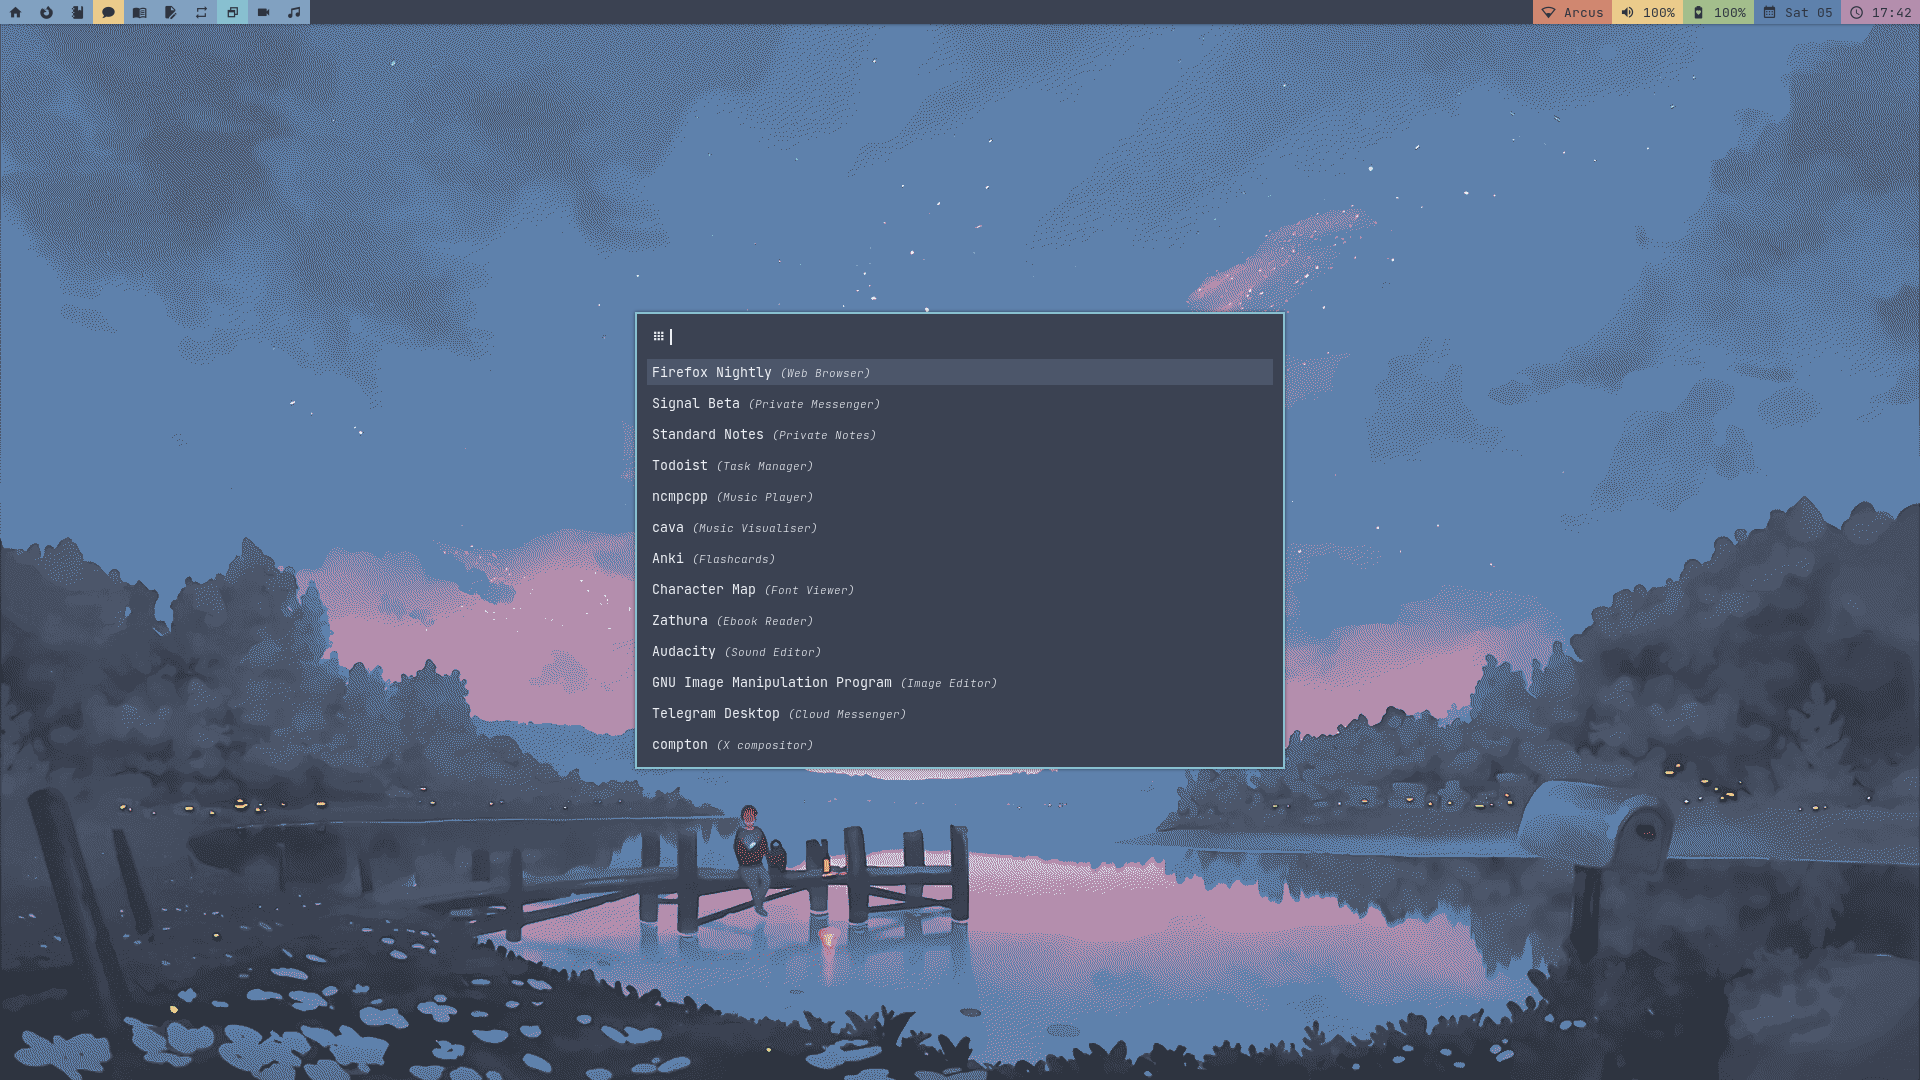 Arcus 100% 100% Sat 05 17:42
Firefox Nightly (Web Browser)
Signal Beta (Private Messenger)
Standard Notes (Private Notes)
Todoist (Task Manager)
ncmpcpp (Music Player)
cava (Music Visualiser)
Anki (Flashcards)
Character Map (Font Viewer)
Zathura (Ebook Reader)
Audacity (Sound Editor)
GNU Image Manipulation Program (Image Editor)
Telegram Desktop (Cloud Messenger)
compton (X compositor)